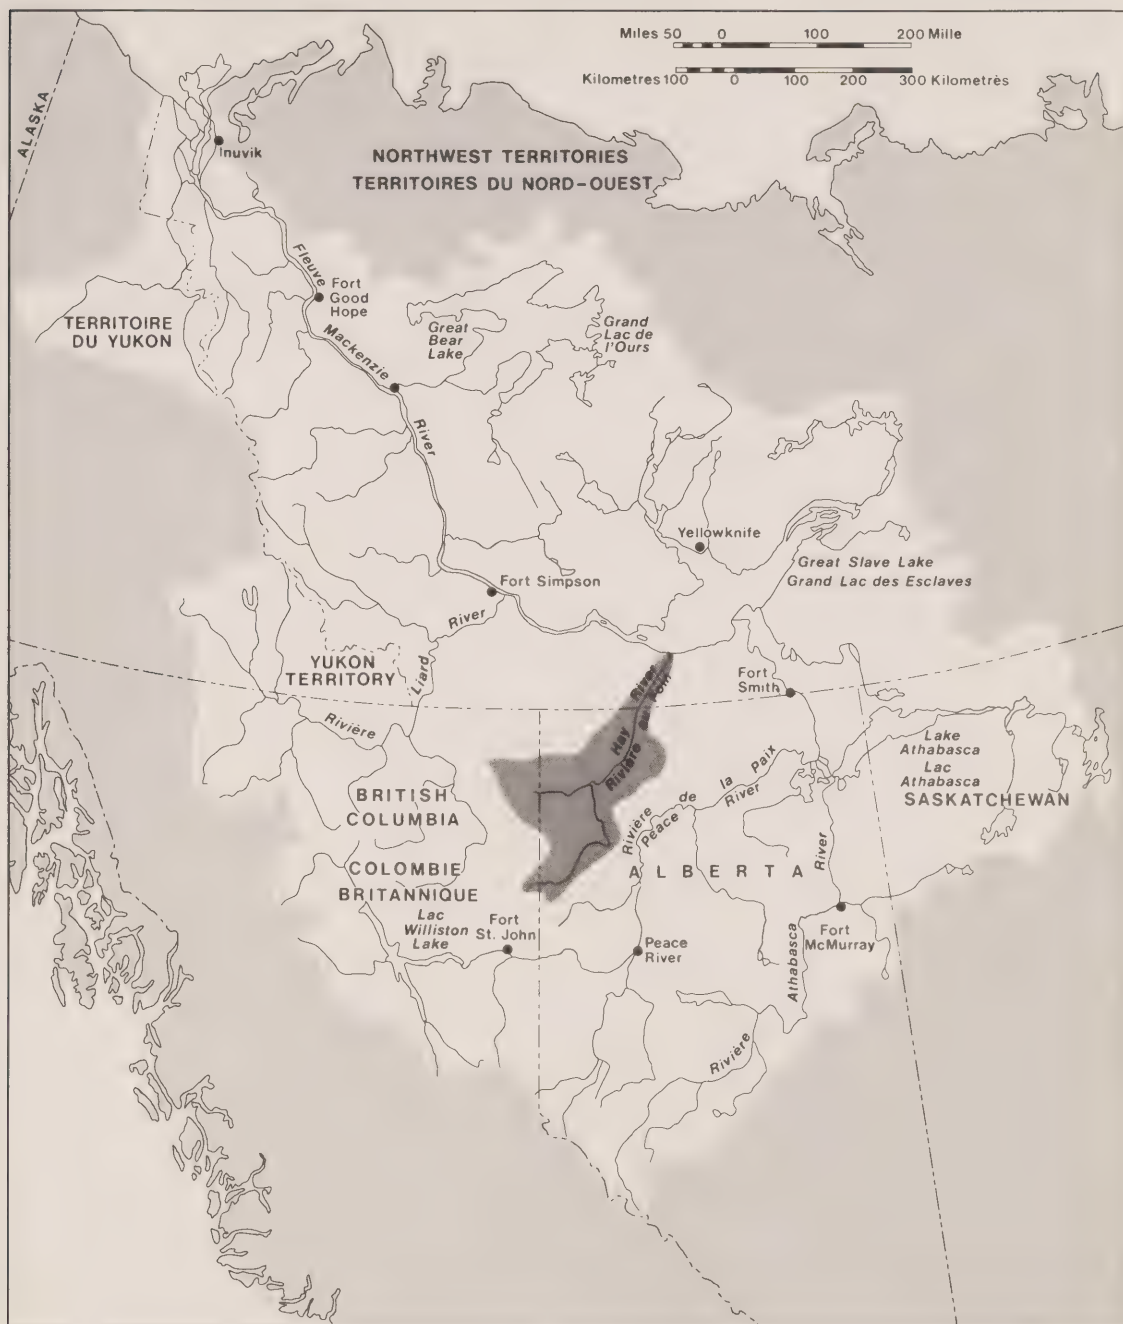 Miles 50 0 100 200 Mille
Kilometres 100 0 100 200 300 Kilometrès
ALASKA
Inuvik
NORTHWEST TERRITORIES
TERRITOIRES DU NORD-OUEST
Fleuve
Fort
Good
Hope
TERRITOIRE
DU YUKON
Mackenzie
Great
Bear
Lake
Grand
Lac de
l'Ours
River
Yellowknife
Great Slave Lake
Grand Lac des Esclaves
Fort Simpson
River
Liard
YUKON
TERRITORY
Rivière
Fort
Smith
Hay River
Rivière au Foin
Lake
Athabasca
Lac
Athabasca
SASKATCHEWAN
BRITISH
COLUMBIA
Rivière de la Paix
Peace River
COLOMBIE
BRITANNIQUE
ALBERTA
River
Lac
Williston
Lake
Fort
St. John
Peace
River
Athabasca
Fort
McMurray
Rivière